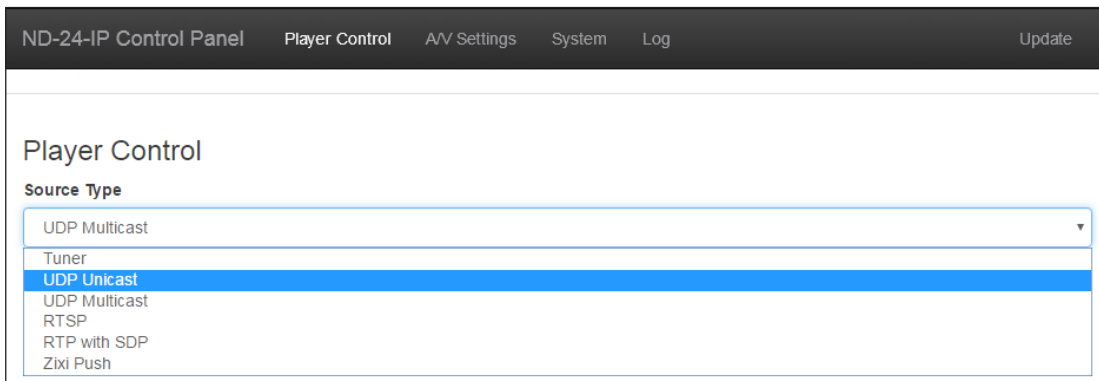 ND-24-IP Control Panel Player Control A/V Settings System Log Update
Player Control
Source Type
UDP Multicast
Tuner
UDP Unicast
UDP Multicast
RTSP
RTP with SDP
Zixi Push